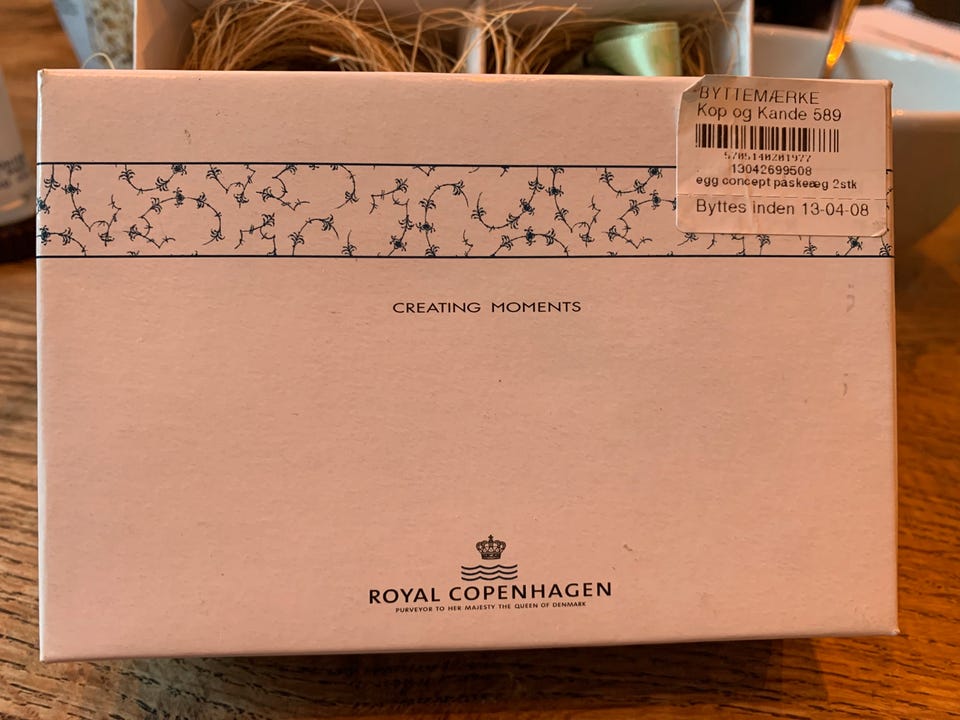 BYTTEMÆRKE
Kop og Kande 589
5705140201977
13042699508
egg concept påskeæg 2stk
Byttes inden 13-04-08
CREATING MOMENTS
ROYAL COPENHAGEN
PURVEYOR TO HER MAJESTY THE QUEEN OF DENMARK